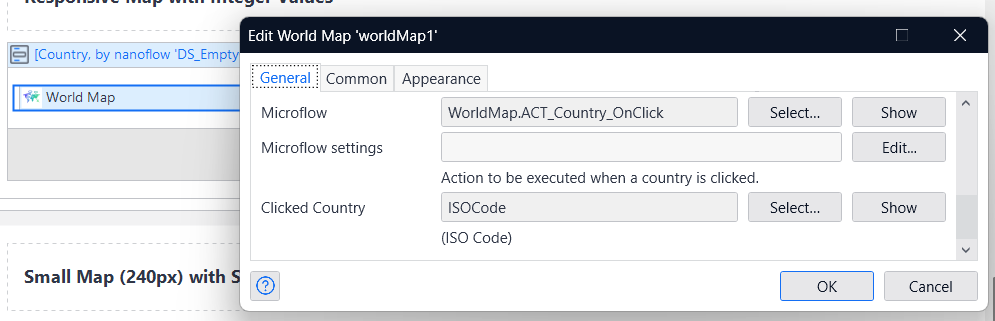 Responsive Map with Integer Values
Edit World Map 'worldMap1'
[Country, by nanoflow 'DS_Empty
World Map
General
Common
Appearance
Microflow
WorldMap.ACT_Country_OnClick
Select...
Show
Microflow settings
Edit...
Action to be executed when a country is clicked.
Clicked Country
ISOCode
Select...
Show
(ISO Code)
Small Map (240px) with S
?
OK
Cancel